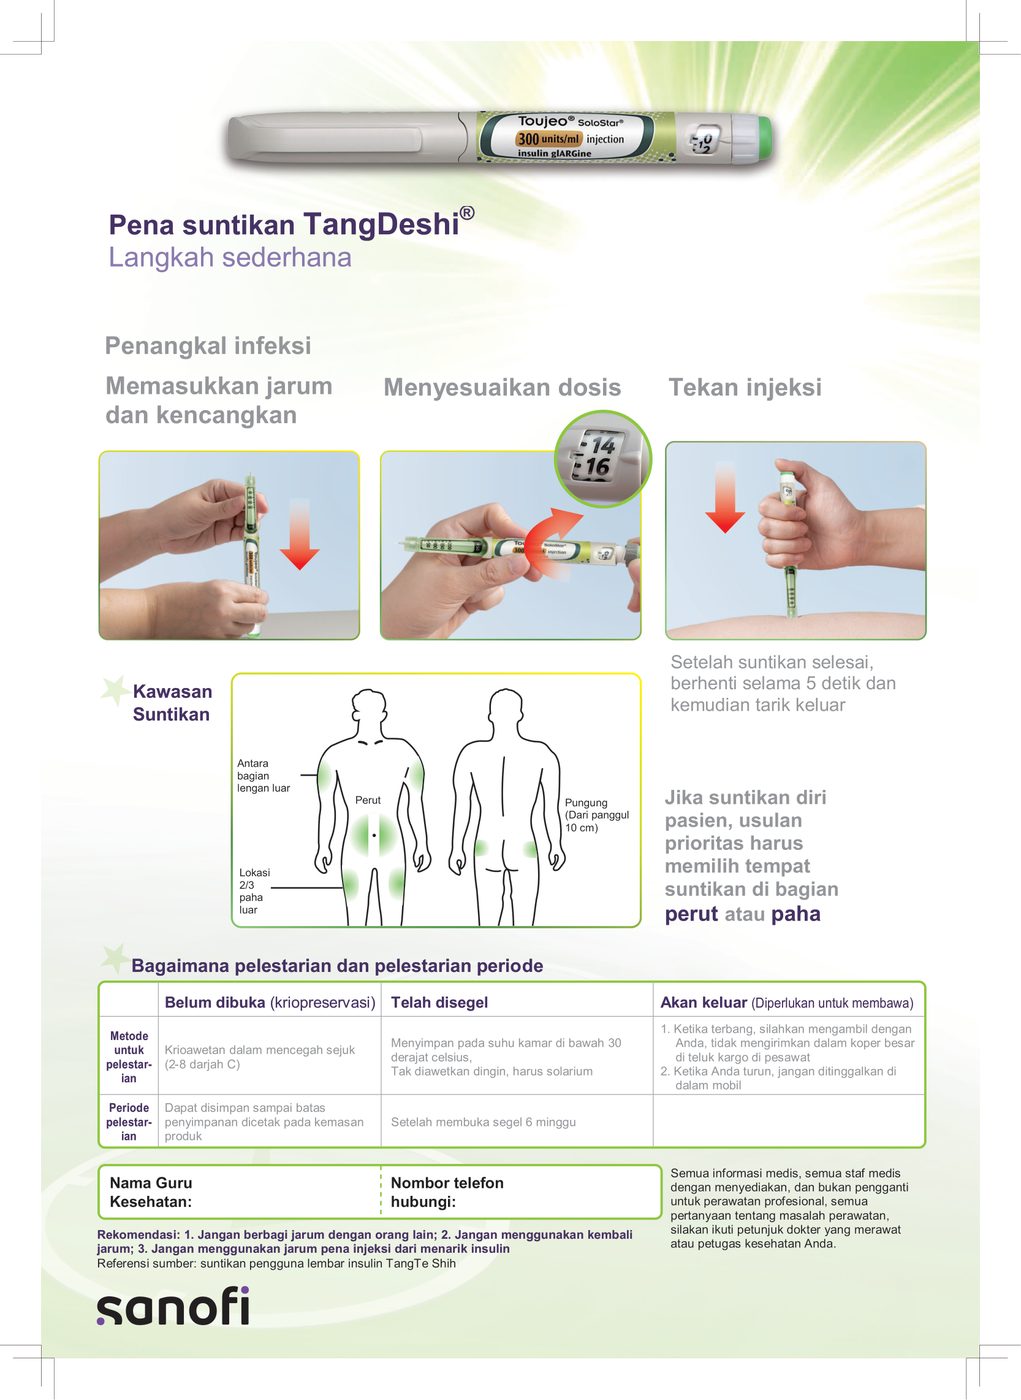 Toujeo® SoloStar®
300 units/ml injection
insulin glARGine
0
2
Pena suntikan TangDeshi®
Langkah sederhana
Penangkal infeksi
Memasukkan jarum
dan kencangkan
Menyesuaikan dosis
Tekan injeksi
14
16
Setelah suntikan selesai,
berhenti selama 5 detik dan
kemudian tarik keluar
Kawasan
Suntikan
Antara
bagian
lengan luar
Perut
Lokasi
2/3
paha
luar
Pungung
(Dari panggul
10 cm)
Jika suntikan diri
pasien, usulan
prioritas harus
memilih tempat
suntikan di bagian
perut atau paha
Bagaimana pelestarian dan pelestarian periode
Belum dibuka (kriopreservasi)
Telah disegel
Akan keluar (Diperlukan untuk membawa)
Metode
untuk
pelestar-
ian
Krioawetan dalam mencegah sejuk
(2-8 darjah C)
Menyimpan pada suhu kamar di bawah 30
derajat celsius,
Tak diawetkan dingin, harus solarium
1. Ketika terbang, silahkan mengambil dengan
Anda, tidak mengirimkan dalam koper besar
di teluk kargo di pesawat
2. Ketika Anda turun, jangan ditinggalkan di
dalam mobil
Periode
pelestar-
ian
Dapat disimpan sampai batas
penyimpanan dicetak pada kemasan
produk
Setelah membuka segel 6 minggu
Nama Guru
Kesehatan:
Nombor telefon
hubungi:
Semua informasi medis, semua staf medis
dengan menyediakan, dan bukan pengganti
untuk perawatan profesional, semua
pertanyaan tentang masalah perawatan,
silakan ikuti petunjuk dokter yang merawat
atau petugas kesehatan Anda.
Rekomendasi: 1. Jangan berbagi jarum dengan orang lain; 2. Jangan menggunakan kembali
jarum; 3. Jangan menggunakan jarum pena injeksi dari menarik insulin
Referensi sumber: suntikan pengguna lembar insulin TangTe Shih
sanofi